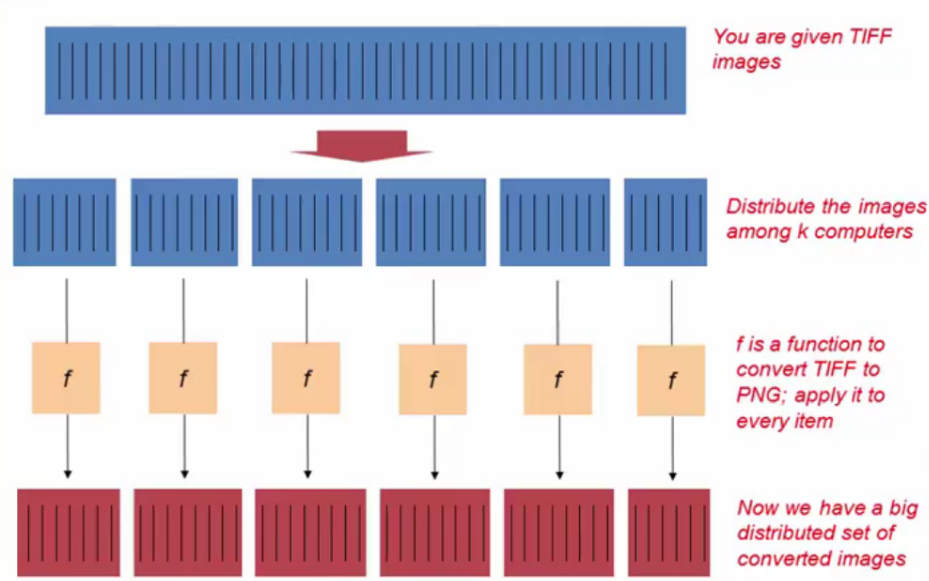 You are given TIFF
images
Distribute the images
among k computers
f is a function to
convert TIFF to
PNG; apply it to
every item
f
f
f
f
f
f
Now we have a big
distributed set of
converted images